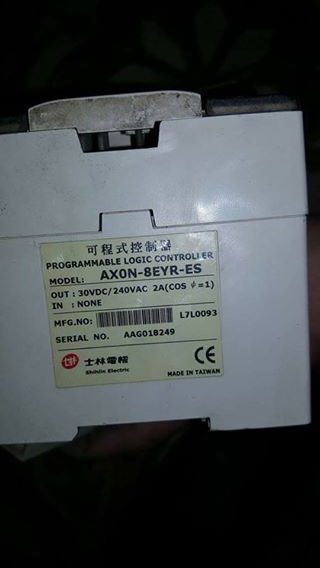 可程式控制器
PROGRAMMABLE LOGIC CONTROLLER
MODEL: AX0N-8EYR-ES
OUT : 30VDC/240VAC 2A(COS ϕ=1)
IN : NONE
MFG.NO: L7L0093
SERIAL NO. AAG018249
士林電機
Shihlin Electric
CE
MADE IN TAIWAN